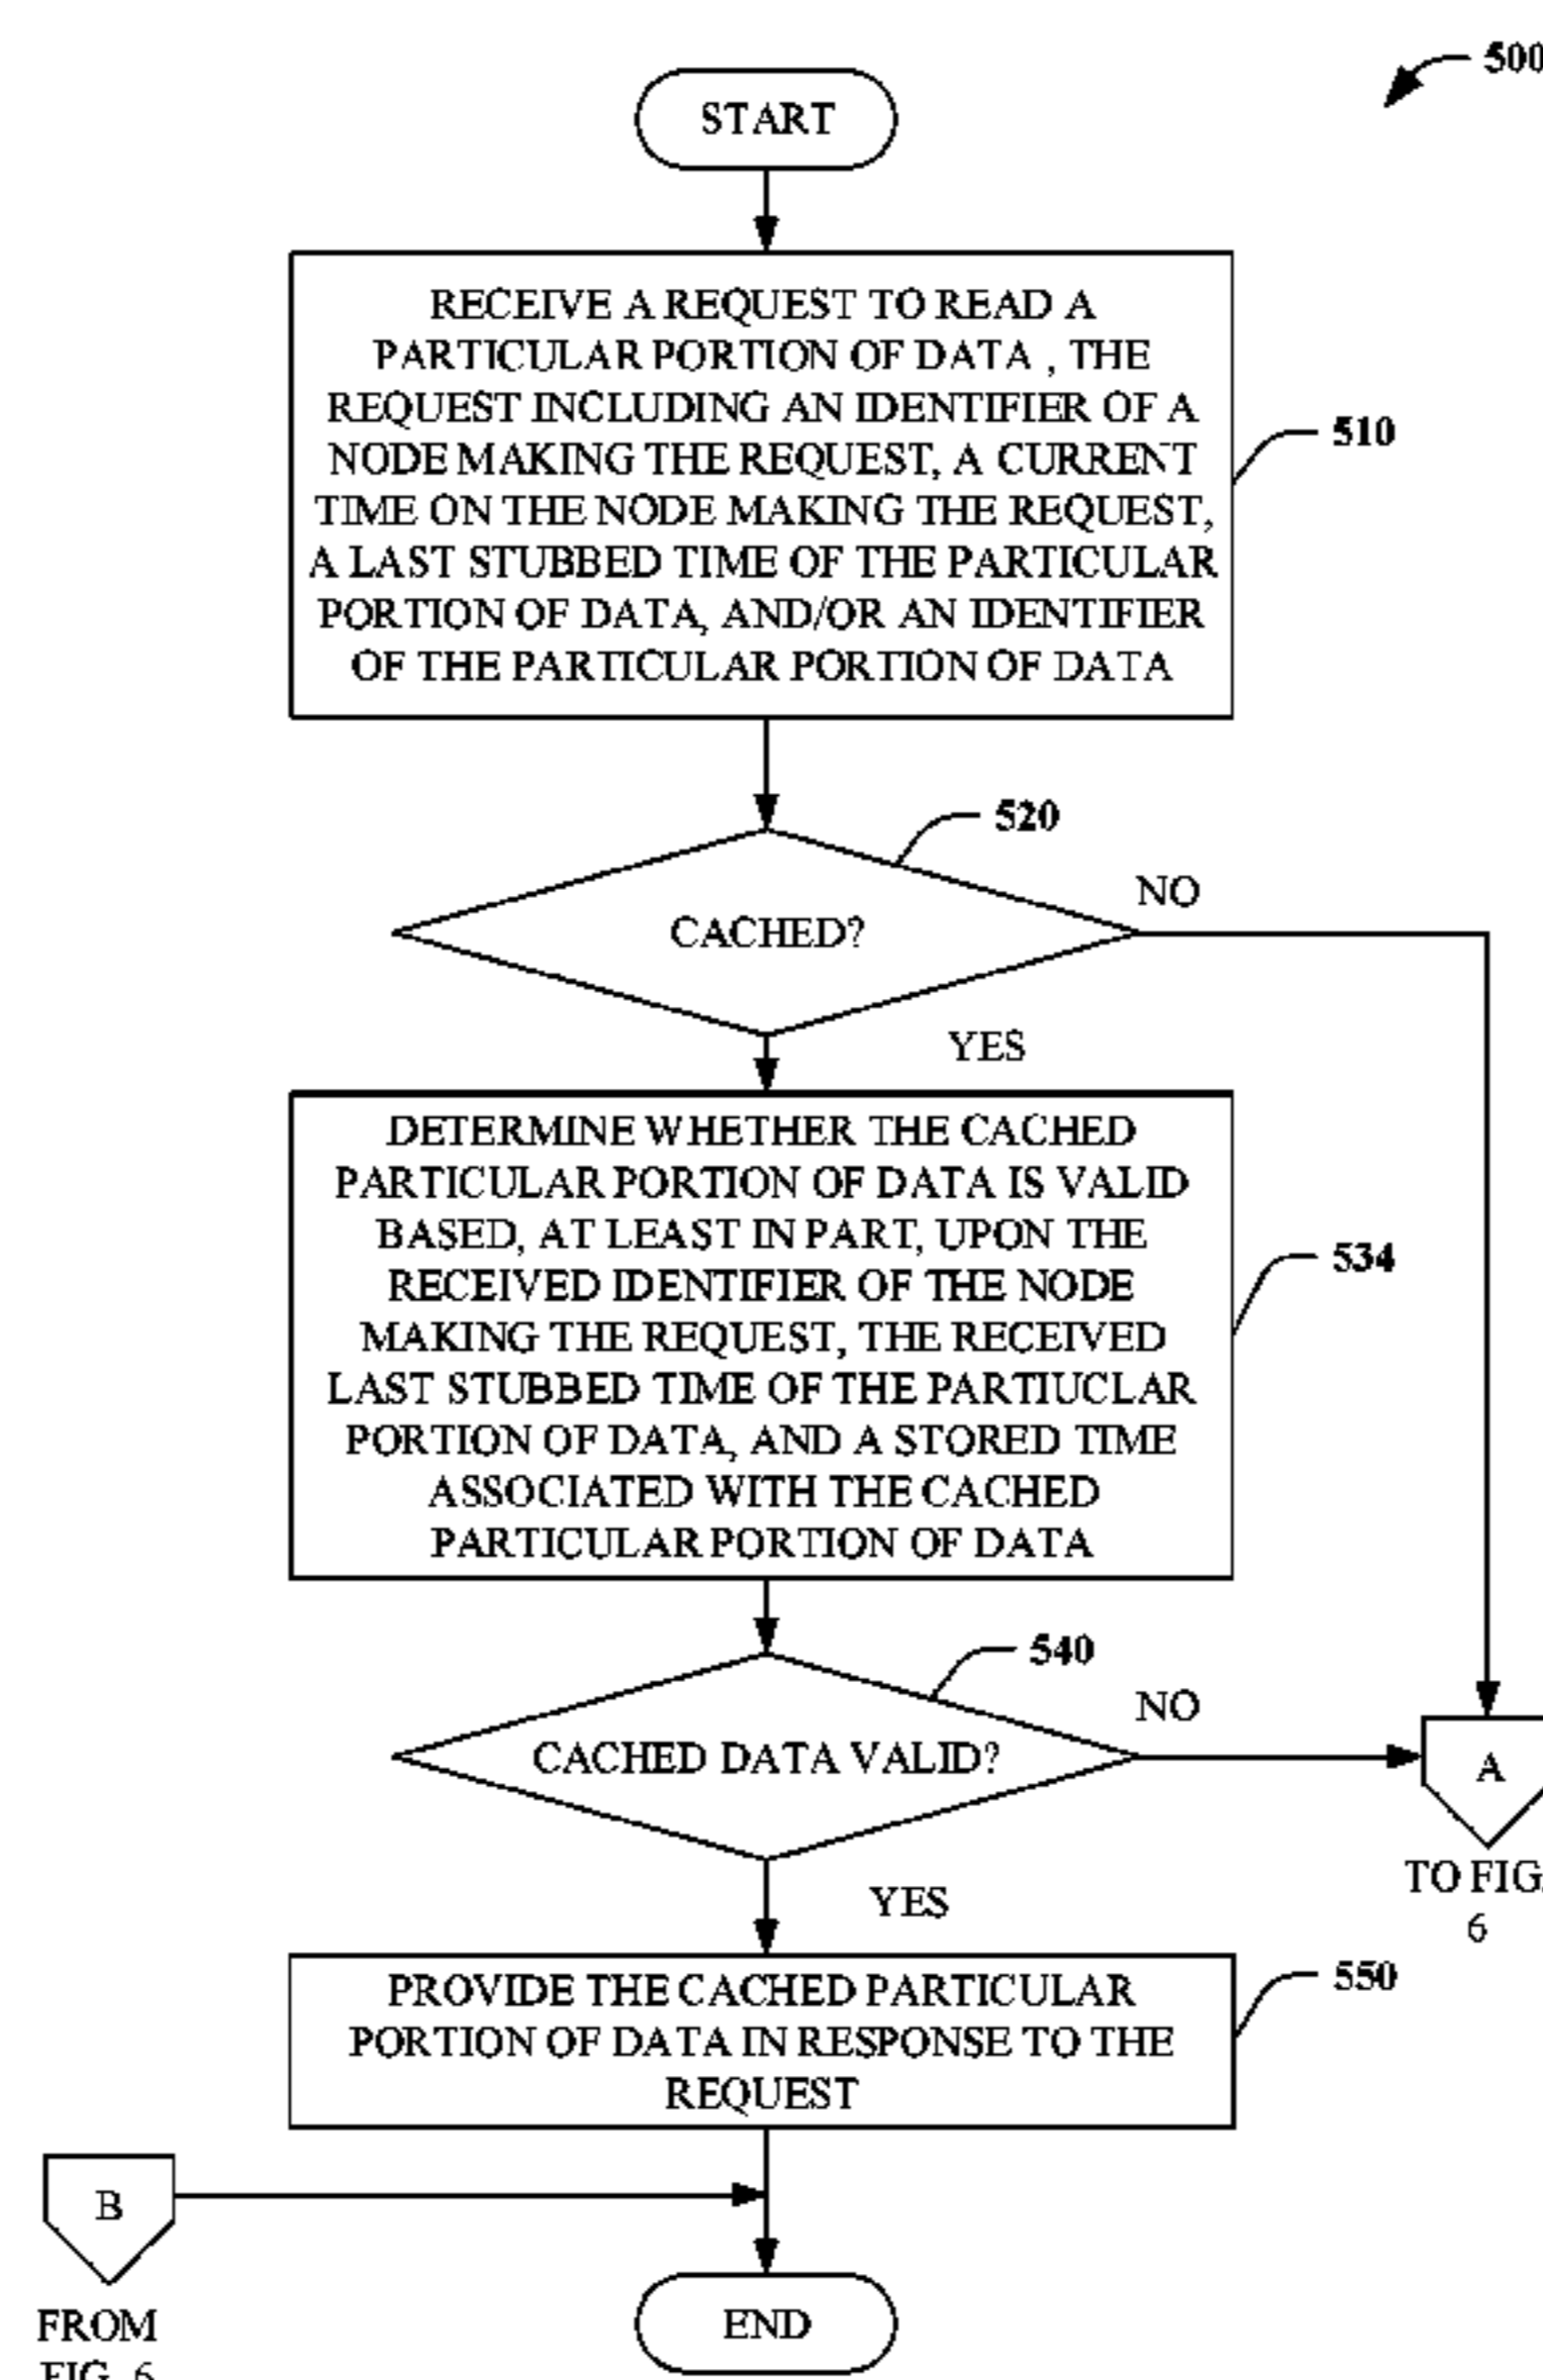 500
START
RECEIVE A REQUEST TO READ A
PARTICULAR PORTION OF DATA , THE
REQUEST INCLUDING AN IDENTIFIER OF A
NODE MAKING THE REQUEST, A CURRENT
TIME ON THE NODE MAKING THE REQUEST,
A LAST STUBBED TIME OF THE PARTICULAR
PORTION OF DATA, AND/OR AN IDENTIFIER
OF THE PARTICULAR PORTION OF DATA
510
520
NO
CACHED?
YES
DETERMINE WHETHER THE CACHED
PARTICULAR PORTION OF DATA IS VALID
BASED, AT LEAST IN PART, UPON THE
RECEIVED IDENTIFIER OF THE NODE
MAKING THE REQUEST, THE RECEIVED
LAST STUBBED TIME OF THE PARTIUCLAR
PORTION OF DATA, AND A STORED TIME
ASSOCIATED WITH THE CACHED
PARTICULAR PORTION OF DATA
534
540
NO
CACHED DATA VALID?
A
TO FIG.
6
YES
PROVIDE THE CACHED PARTICULAR
PORTION OF DATA IN RESPONSE TO THE
REQUEST
550
B
FROM
FIG. 6
END